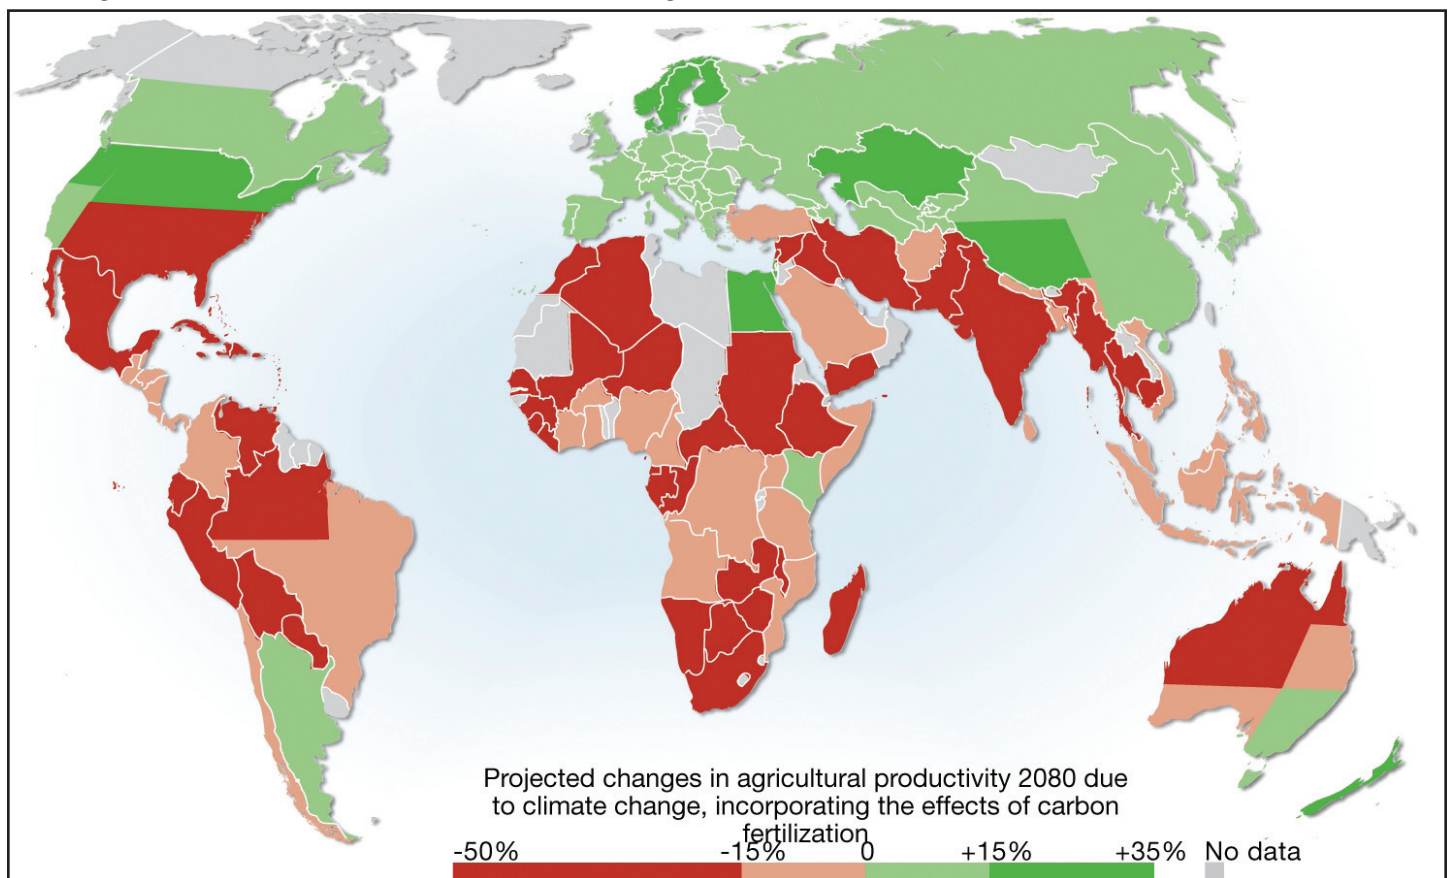 Projected changes in agricultural productivity 2080 due
to climate change, incorporating the effects of carbon
fertilization
-50% -15% 0 +15% +35% No data